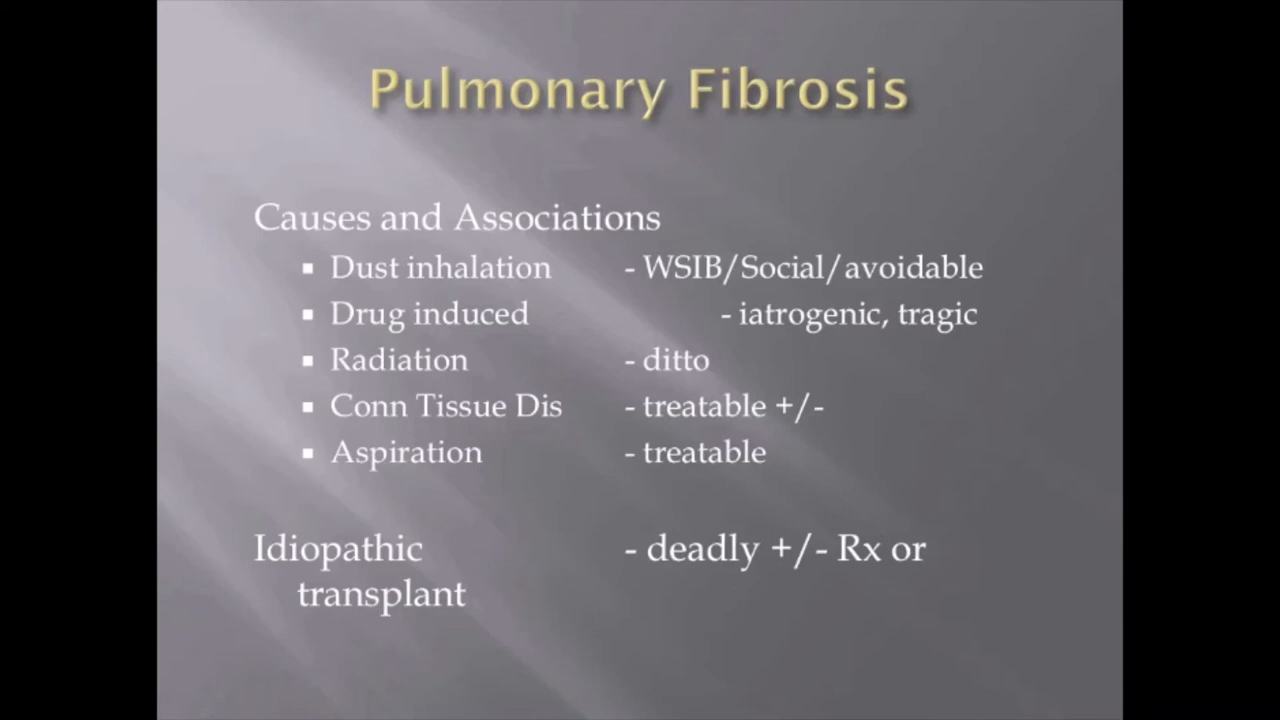 Pulmonary Fibrosis
Causes and Associations
▪ Dust inhalation - WSIB/Social/avoidable
▪ Drug induced - iatrogenic, tragic
▪ Radiation - ditto
▪ Conn Tissue Dis - treatable +/-
▪ Aspiration - treatable
Idiopathic - deadly +/- Rx or
transplant